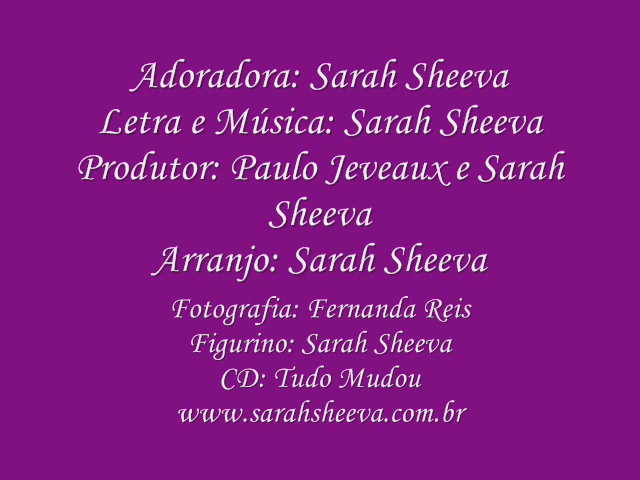 Adoradora: Sarah Sheeva
Letra e Música: Sarah Sheeva
Produtor: Paulo Jeveaux e Sarah
Sheeva
Arranjo: Sarah Sheeva
Fotografia: Fernanda Reis
Figurino: Sarah Sheeva
CD: Tudo Mudou
www.sarahsheeva.com.br